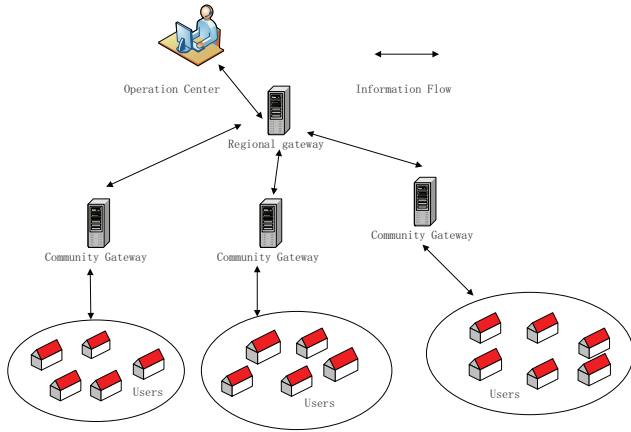 Operation Center
Information Flow
Regional gateway
Community Gateway
Community Gateway
Community Gateway
Users
Users
Users